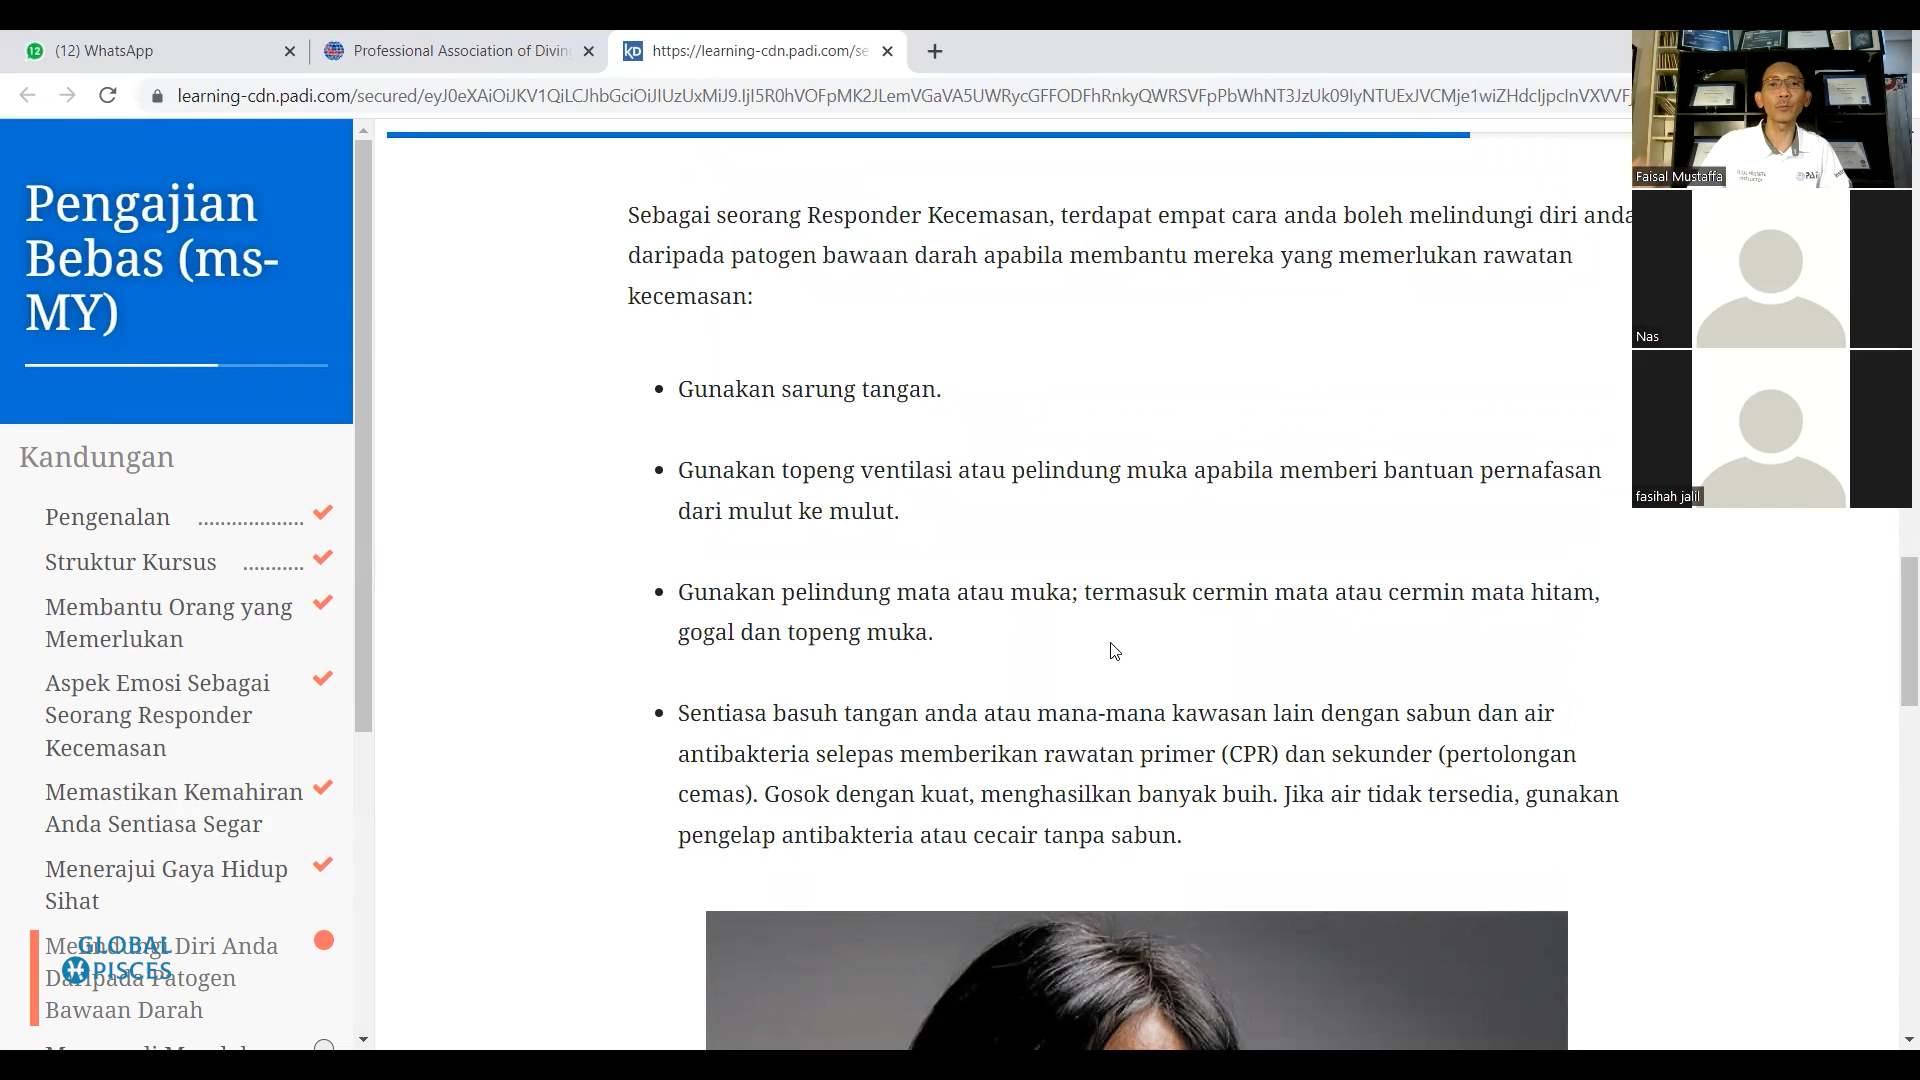 (12) WhatsApp
Professional Association of Divin
https://learning-cdn.padi.com/se
Pengajian
Bebas (ms-
MY)
Kandungan
Pengenalan ...................
Struktur Kursus ...........
Membantu Orang yang
Memerlukan
Aspek Emosi Sebagai
Seorang Responder
Kecemasan
Memastikan Kemahiran
Anda Sentiasa Segar
Menerajui Gaya Hidup
Sihat
Melindungi Diri Anda
Daripada Patogen
Bawaan Darah
GLOBAL
PISCES
Sebagai seorang Responder Kecemasan, terdapat empat cara anda boleh melindungi diri anda
daripada patogen bawaan darah apabila membantu mereka yang memerlukan rawatan
kecemasan:
• Gunakan sarung tangan.
• Gunakan topeng ventilasi atau pelindung muka apabila memberi bantuan pernafasan
dari mulut ke mulut.
• Gunakan pelindung mata atau muka; termasuk cermin mata atau cermin mata hitam,
gogal dan topeng muka.
• Sentiasa basuh tangan anda atau mana-mana kawasan lain dengan sabun dan air
antibakteria selepas memberikan rawatan primer (CPR) dan sekunder (pertolongan
cemas). Gosok dengan kuat, menghasilkan banyak buih. Jika air tidak tersedia, gunakan
pengelap antibakteria atau cecair tanpa sabun.
Faisal Mustaffa
Nas
fasihah jalil